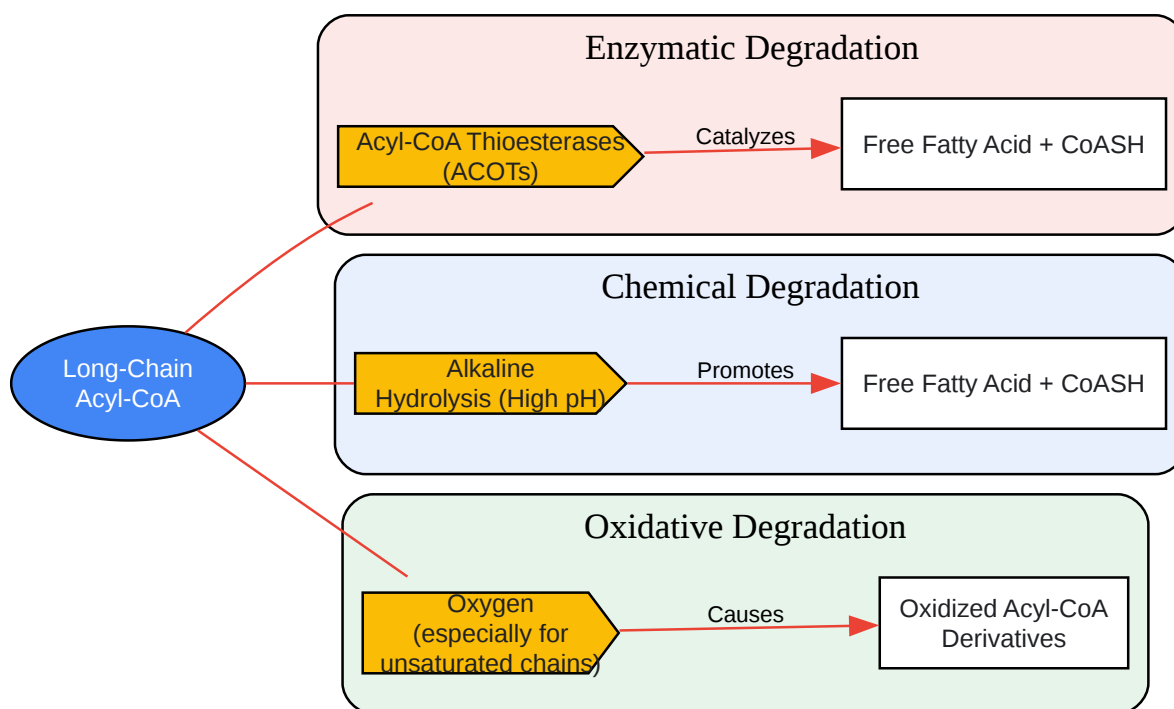 Enzymatic Degradation
Acyl-CoA Thioesterases
(ACOTs)
Catalyzes
Free Fatty Acid + CoASH
Chemical Degradation
Long-Chain
Acyl-CoA
Alkaline
Hydrolysis (High pH)
Promotes
Free Fatty Acid + CoASH
Oxidative Degradation
Oxygen
(especially for
unsaturated chains)
Causes
Oxidized Acyl-CoA
Derivatives